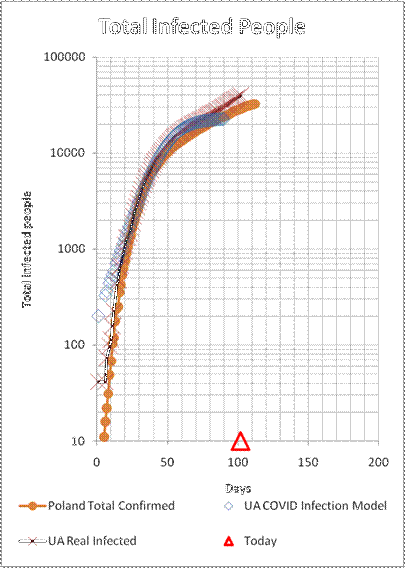 Total Infected People
100000
10000
1000
100
10
Total infected people
0 50 100 150 200
Days
Poland Total Confirmed
UA COVID Infection Model
UA Real Infected
Today